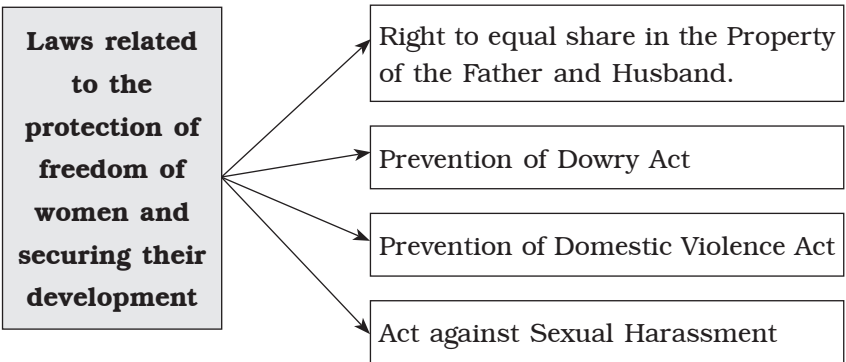 Laws related
to the
protection of
freedom of
women and
securing their
development
Right to equal share in the Property
of the Father and Husband.
Prevention of Dowry Act
Prevention of Domestic Violence Act
Act against Sexual Harassment